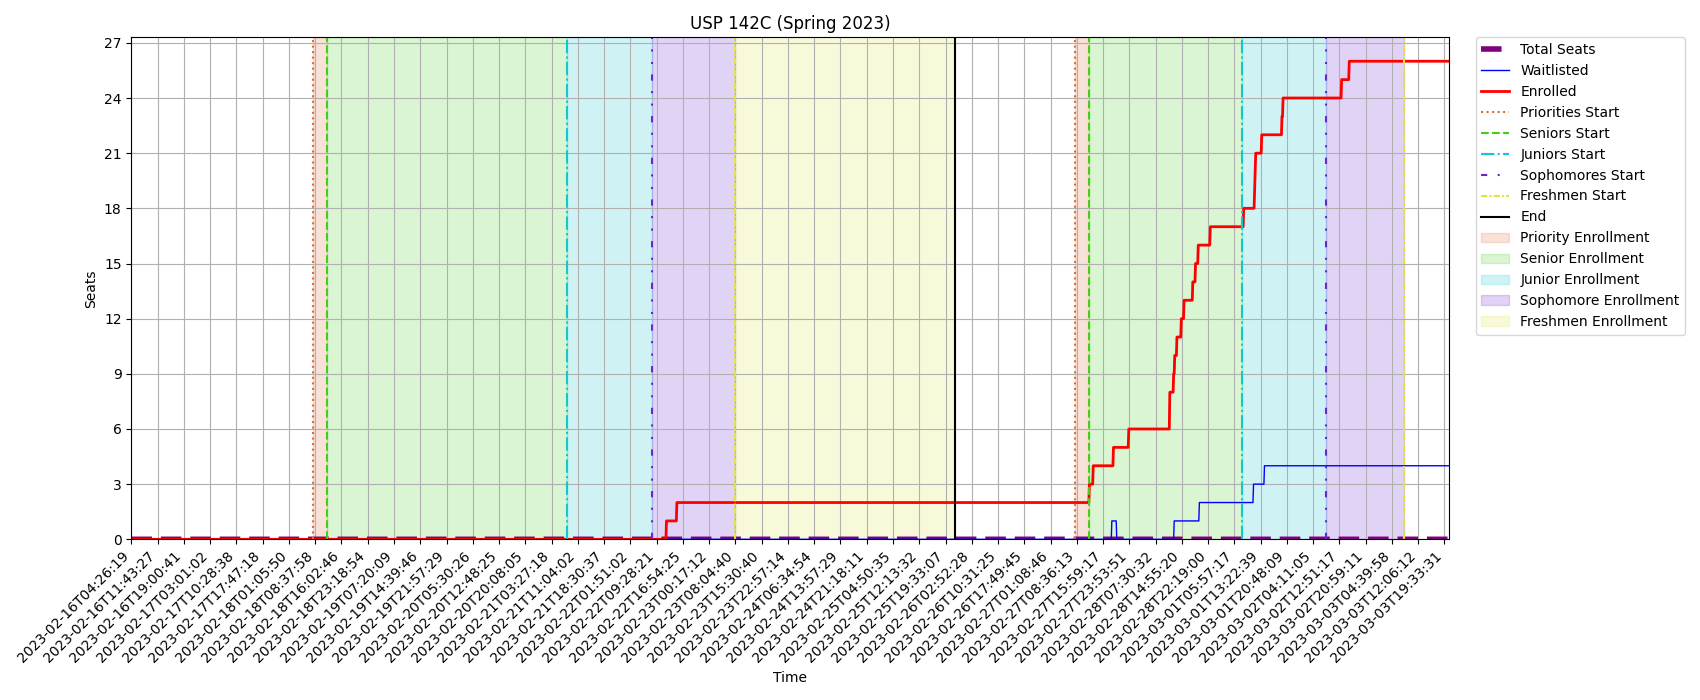 USP 142C (Spring 2023)
27
24
21
18
15
12
9
6
3
0
Seats
2023-02-16T04:26:19
2023-02-16T11:43:27
2023-02-16T19:00:41
2023-02-17T03:01:02
2023-02-17T10:28:38
2023-02-17T17:47:18
2023-02-18T01:05:50
2023-02-18T08:37:58
2023-02-18T16:02:46
2023-02-18T23:18:54
2023-02-19T07:20:09
2023-02-19T14:39:46
2023-02-19T21:57:29
2023-02-20T05:30:26
2023-02-20T12:48:25
2023-02-20T20:08:05
2023-02-21T03:27:18
2023-02-21T11:04:02
2023-02-21T18:30:37
2023-02-22T01:51:02
2023-02-22T09:28:21
2023-02-22T16:54:25
2023-02-23T00:17:12
2023-02-23T08:04:40
2023-02-23T15:30:40
2023-02-23T22:57:14
2023-02-24T06:34:54
2023-02-24T13:57:29
2023-02-24T21:18:11
2023-02-25T04:50:35
2023-02-25T12:13:32
2023-02-25T19:33:07
2023-02-26T02:52:28
2023-02-26T10:31:25
2023-02-26T17:49:45
2023-02-27T01:08:46
2023-02-27T08:36:13
2023-02-27T15:59:17
2023-02-27T23:53:51
2023-02-28T07:30:32
2023-02-28T14:55:20
2023-02-28T22:19:00
2023-03-01T05:57:17
2023-03-01T13:22:39
2023-03-01T20:48:09
2023-03-02T04:11:05
2023-03-02T12:51:17
2023-03-02T20:59:11
2023-03-03T04:39:58
2023-03-03T12:06:12
2023-03-03T19:33:31
Time
Total Seats
Waitlisted
Enrolled
Priorities Start
Seniors Start
Juniors Start
Sophomores Start
Freshmen Start
End
Priority Enrollment
Senior Enrollment
Junior Enrollment
Sophomore Enrollment
Freshmen Enrollment